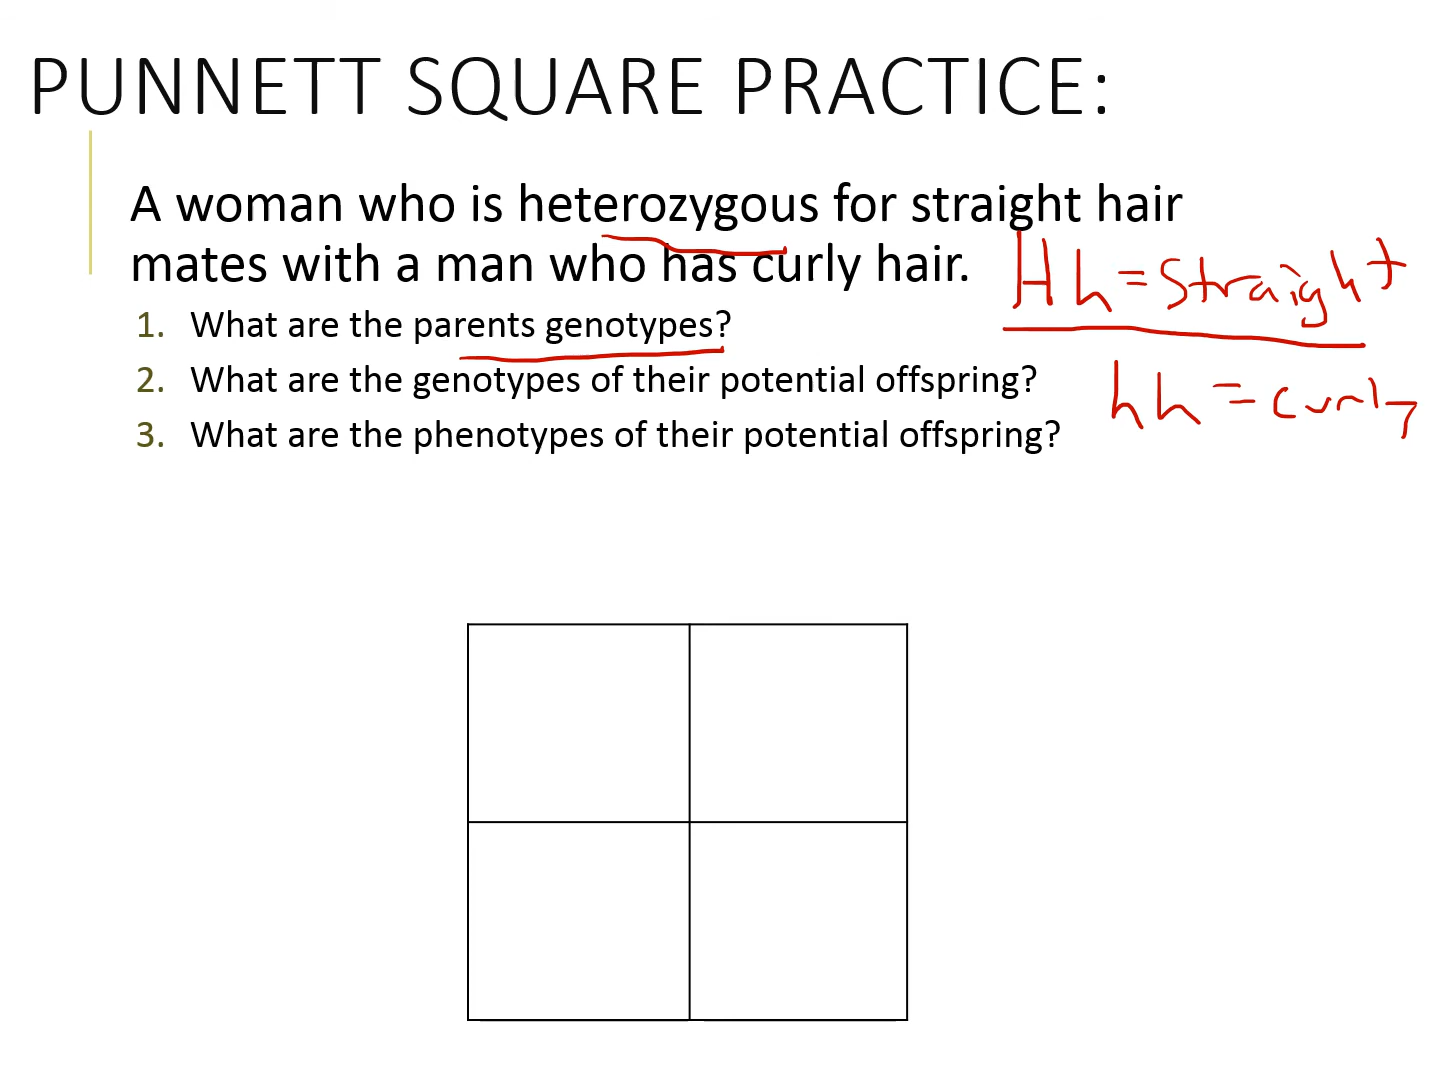 PUNNETT SQUARE PRACTICE:
A woman who is heterozygous for straight hair
mates with a man who has curly hair.
Hh = straight
1. What are the parents genotypes?
2. What are the genotypes of their potential offspring?
hh = curly
3. What are the phenotypes of their potential offspring?